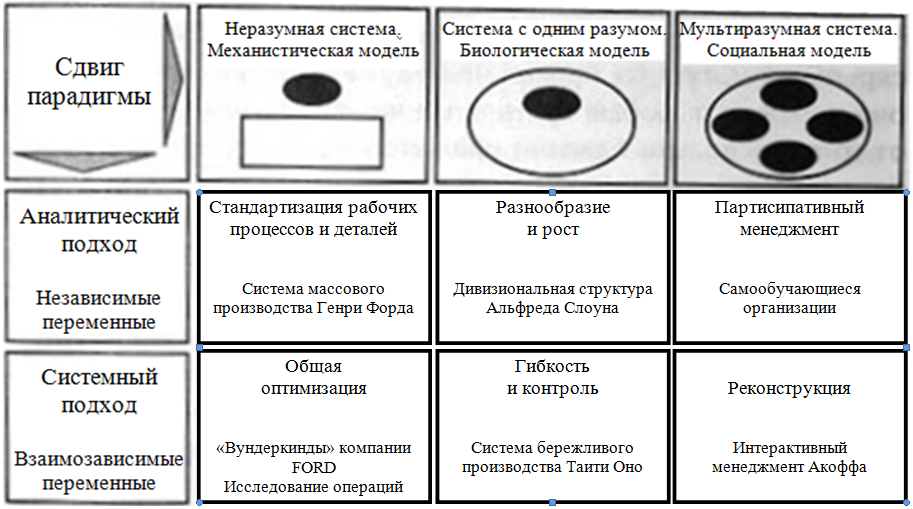 Сдвиг
парадигмы
Неразумная система.
Механистическая модель
Система с одним разумом.
Биологическая модель
Мультиразумная система.
Социальная модель
Аналитический
подход
Независимые
переменные
Стандартизация рабочих
процессов и деталей
Система массового
производства Генри Форда
Разнообразие
и рост
Дивизиональная структура
Альфреда Слоуна
Партисипативный
менеджмент
Самообучающиеся
организации
Системный
подход
Взаимозависимые
переменные
Общая
оптимизация
«Вундеркинды» компании
FORD
Исследование операций
Гибкость
и контроль
Система бережливого
производства Таити Оно
Реконструкция
Интерактивный
менеджмент Акоффа